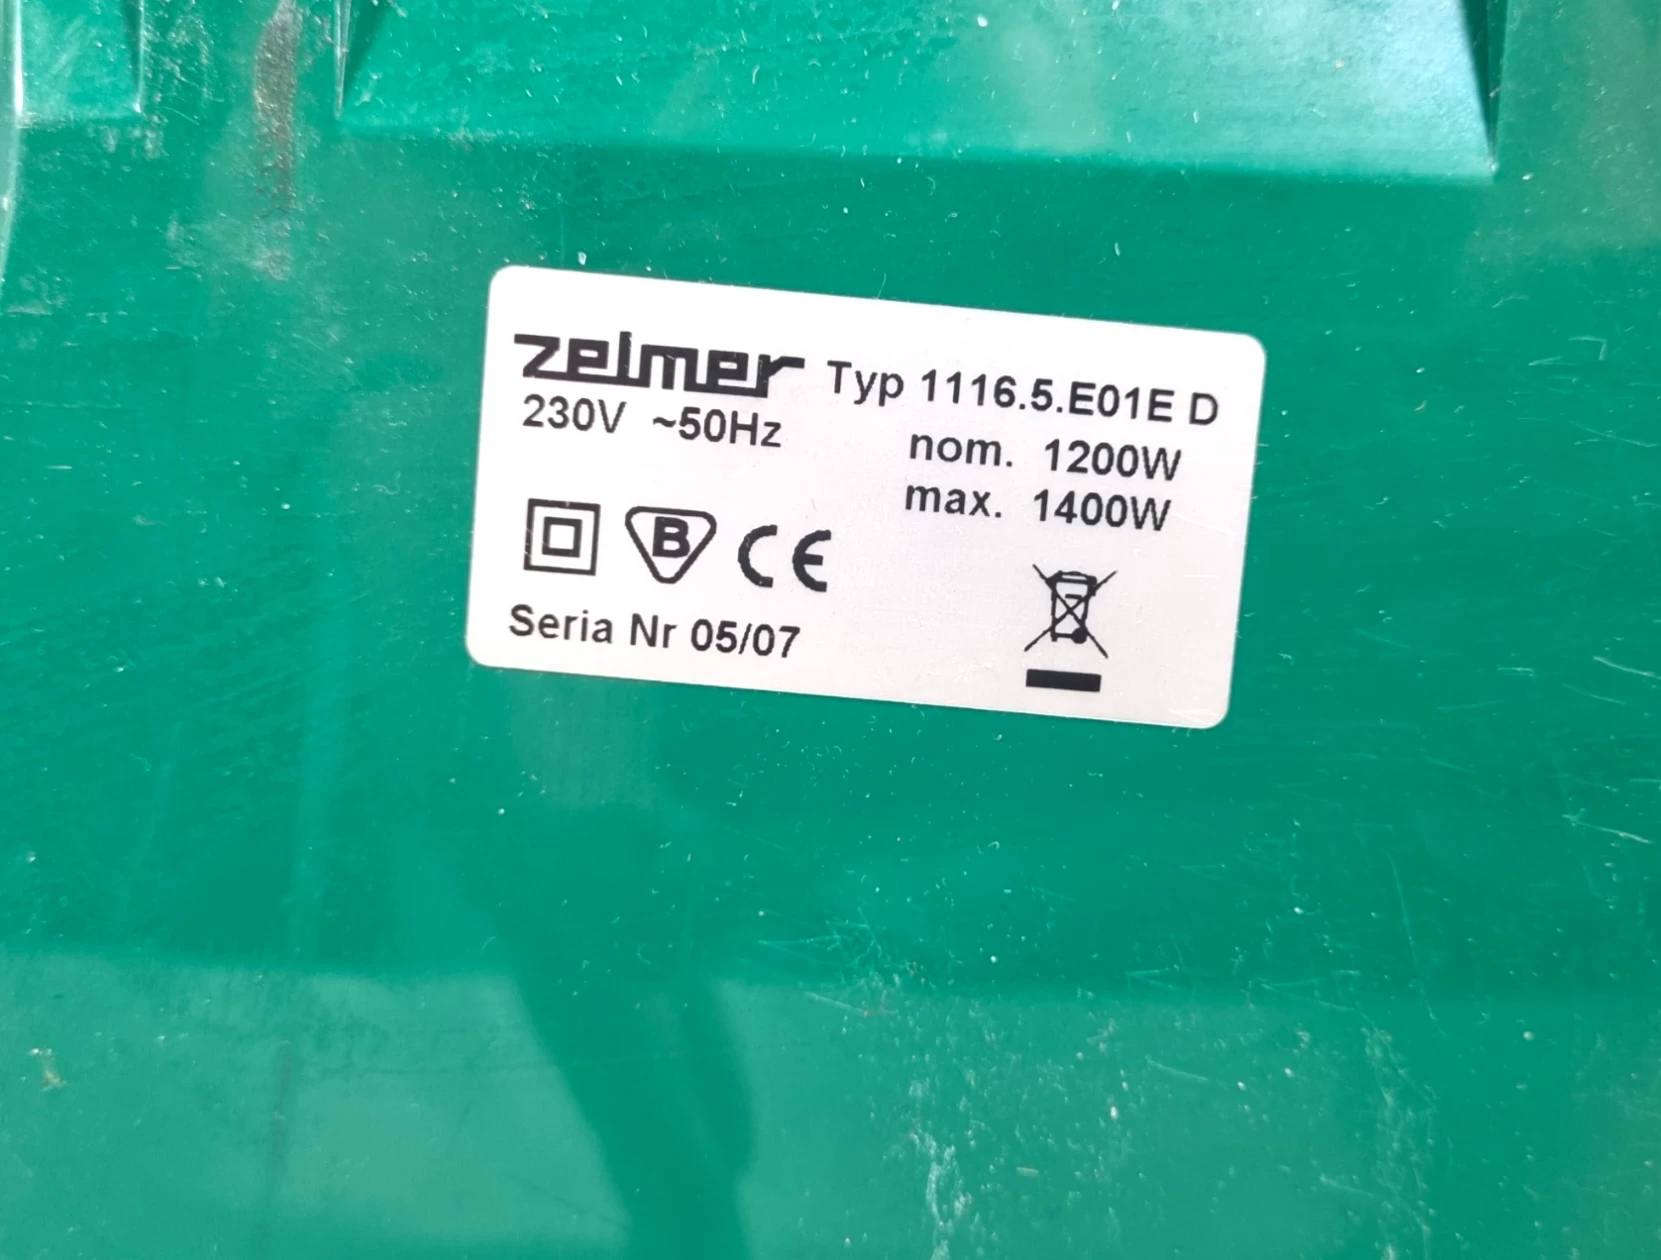 zelmer Typ 1116.5.E01E D
230V ~50Hz nom. 1200W
max. 1400W
B CE
Seria Nr 05/07